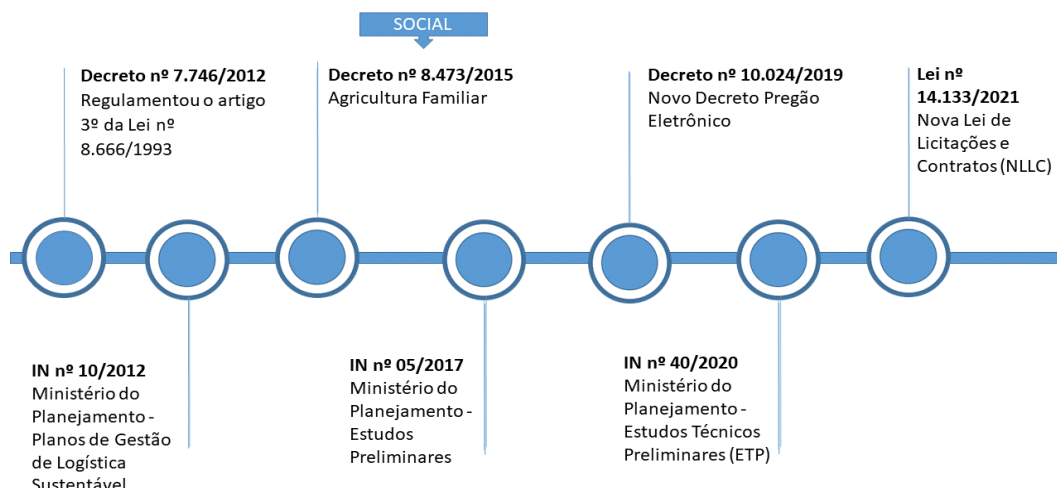 SOCIAL
Decreto nº 7.746/2012
Regulamentou o artigo
3º da Lei nº
8.666/1993
Decreto nº 8.473/2015
Agricultura Familiar
Decreto nº 10.024/2019
Novo Decreto Pregão
Eletrônico
Lei nº
14.133/2021
Nova Lei de
Licitações e
Contratos (NLLC)
IN nº 10/2012
Ministério do
Planejamento -
Planos de Gestão
de Logística
Sustentável
IN nº 05/2017
Ministério do
Planejamento -
Estudos
Preliminares
IN nº 40/2020
Ministério do
Planejamento -
Estudos Técnicos
Preliminares (ETP)